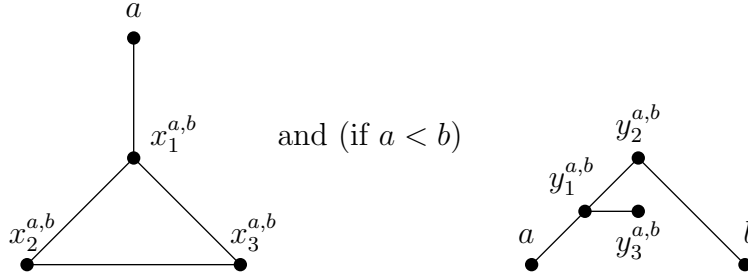 a
x_1^{a,b}
x_2^{a,b}
x_3^{a,b}
and (if a < b)
y_2^{a,b}
y_1^{a,b}
y_3^{a,b}
a
b